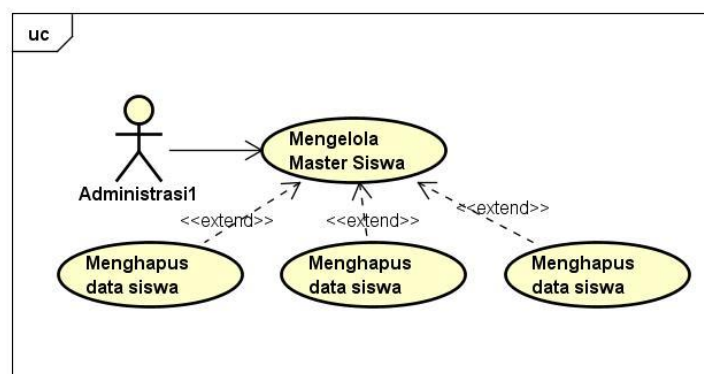 uc
Mengelola
Master Siswa
Administrasi1
<<extend>>
<<extend>>
<<extend>>
Menghapus
data siswa
Menghapus
data siswa
Menghapus
data siswa